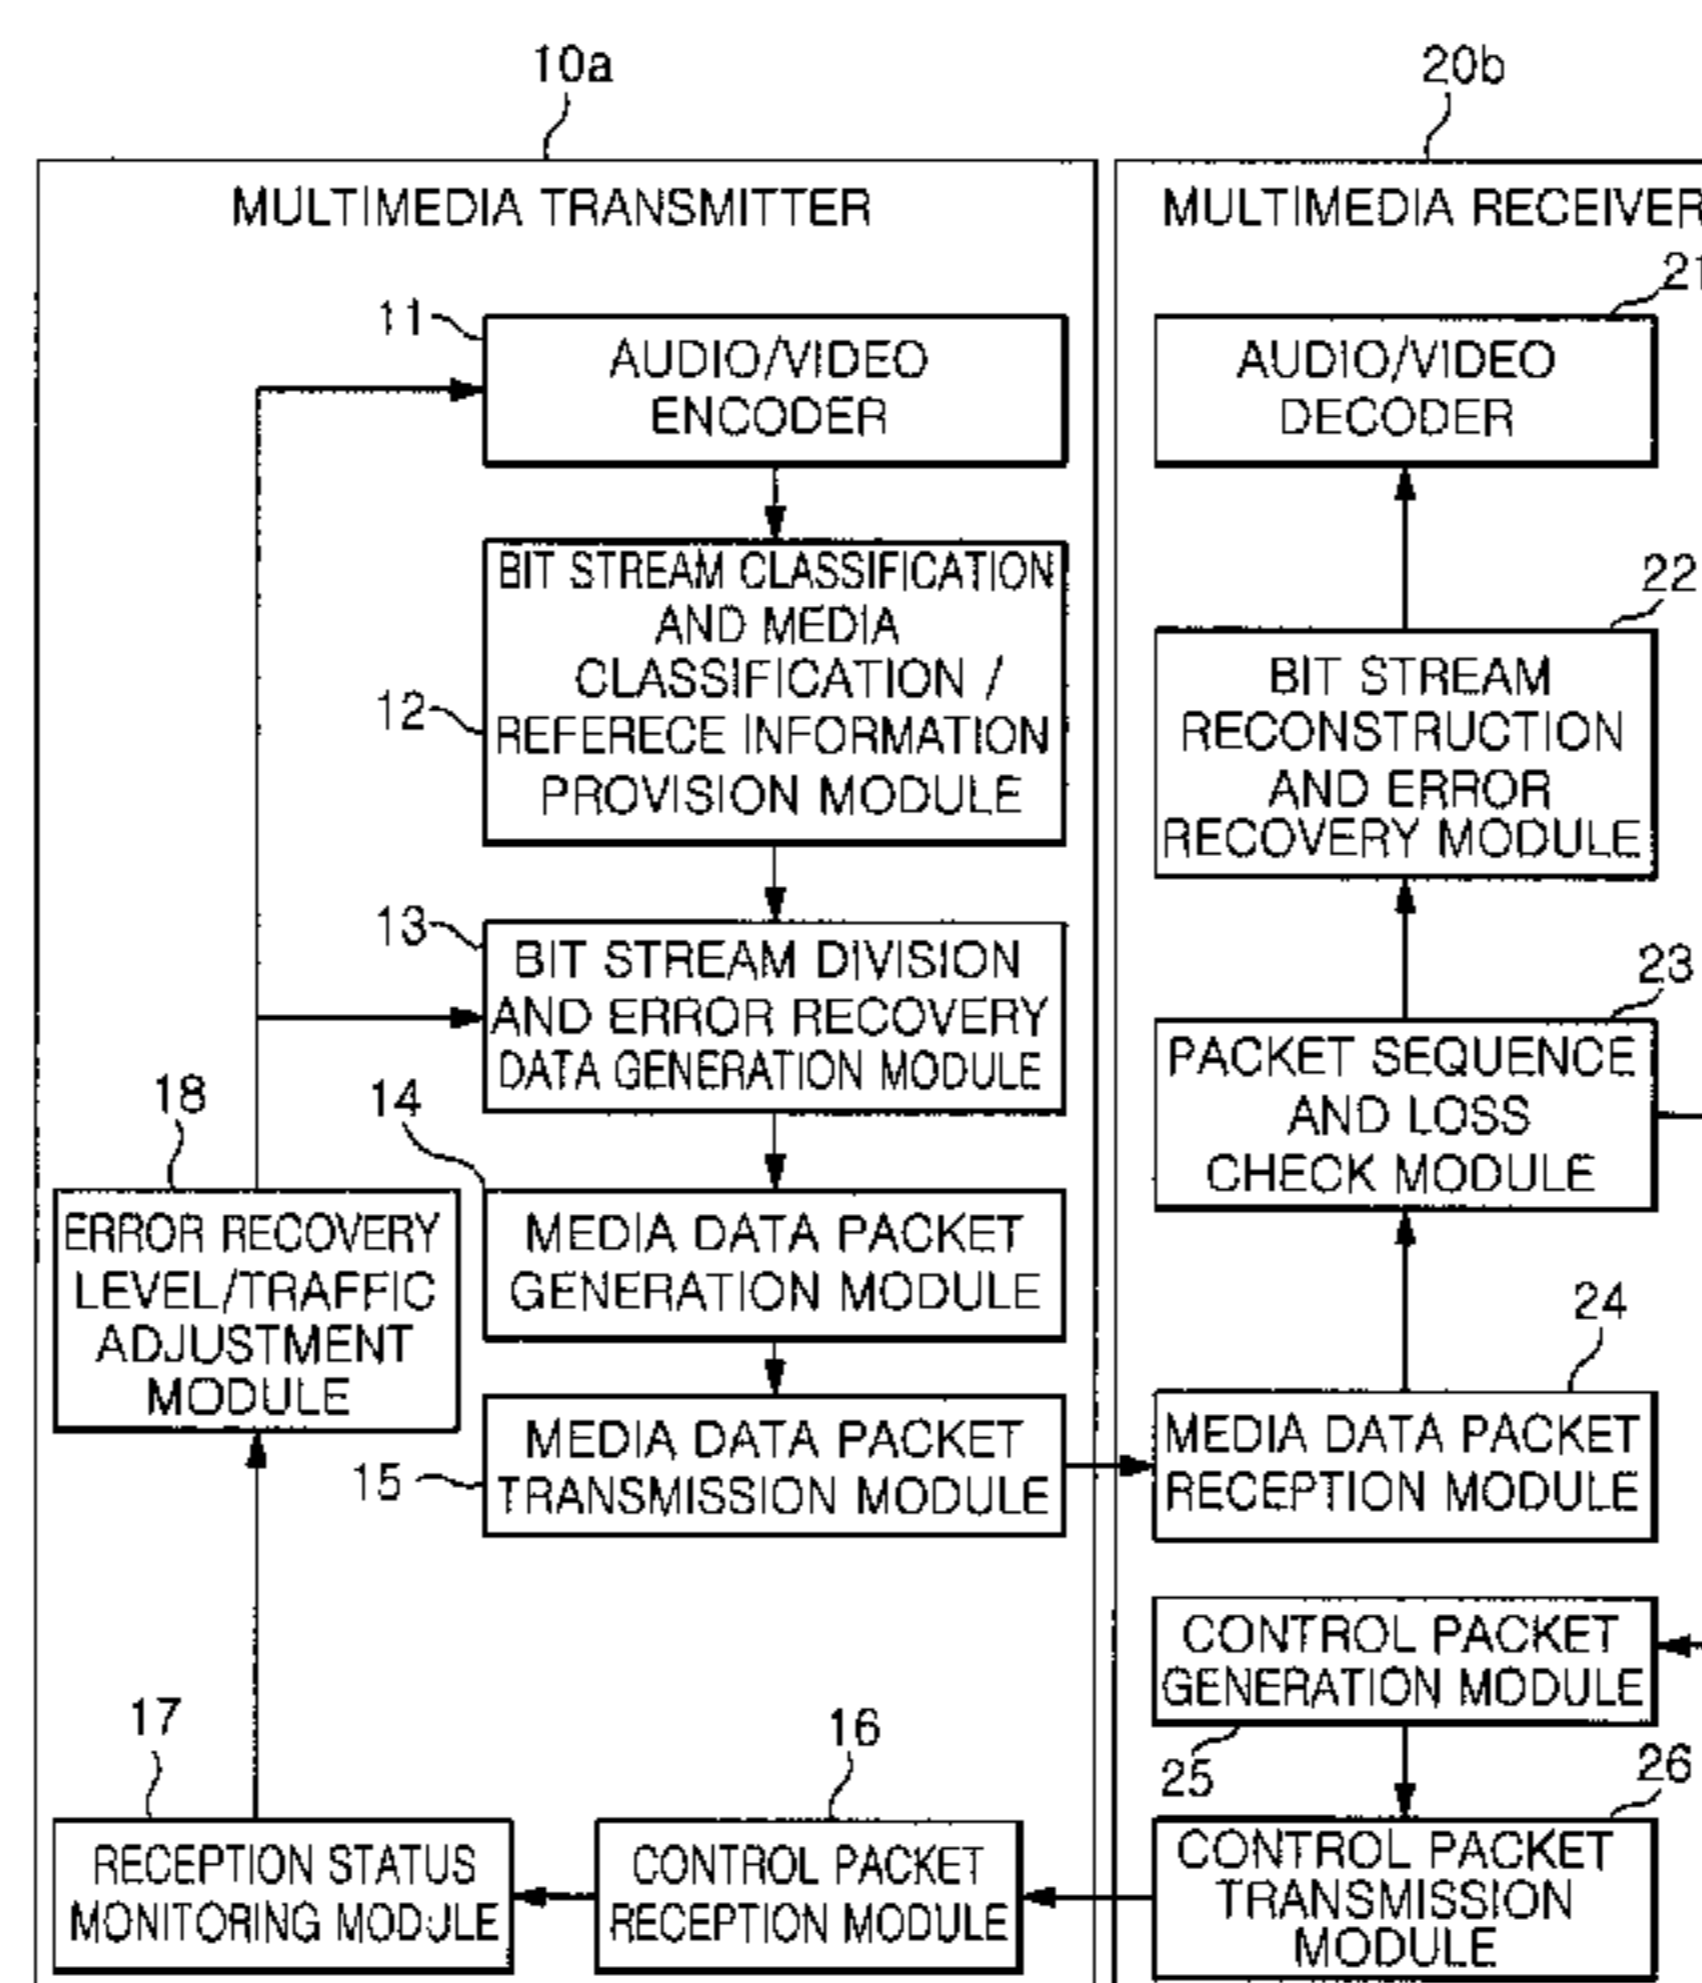 10a
MULTIMEDIA TRANSMITTER
11
AUDIO/VIDEO
ENCODER
12
BIT STREAM CLASSIFICATION
AND MEDIA
CLASSIFICATION /
REFERECE INFORMATION
PROVISION MODULE
13
BIT STREAM DIVISION
AND ERROR RECOVERY
DATA GENERATION MODULE
14
MEDIA DATA PACKET
GENERATION MODULE
15
MEDIA DATA PACKET
TRANSMISSION MODULE
18
ERROR RECOVERY
LEVEL/TRAFFIC
ADJUSTMENT
MODULE
17
RECEPTION STATUS
MONITORING MODULE
16
CONTROL PACKET
RECEPTION MODULE
20b
MULTIMEDIA RECEIVER
21
AUDIO/VIDEO
DECODER
22
BIT STREAM
RECONSTRUCTION
AND ERROR
RECOVERY MODULE
23
PACKET SEQUENCE
AND LOSS
CHECK MODULE
24
MEDIA DATA PACKET
RECEPTION MODULE
CONTROL PACKET
GENERATION MODULE
25
26
CONTROL PACKET
TRANSMISSION
MODULE